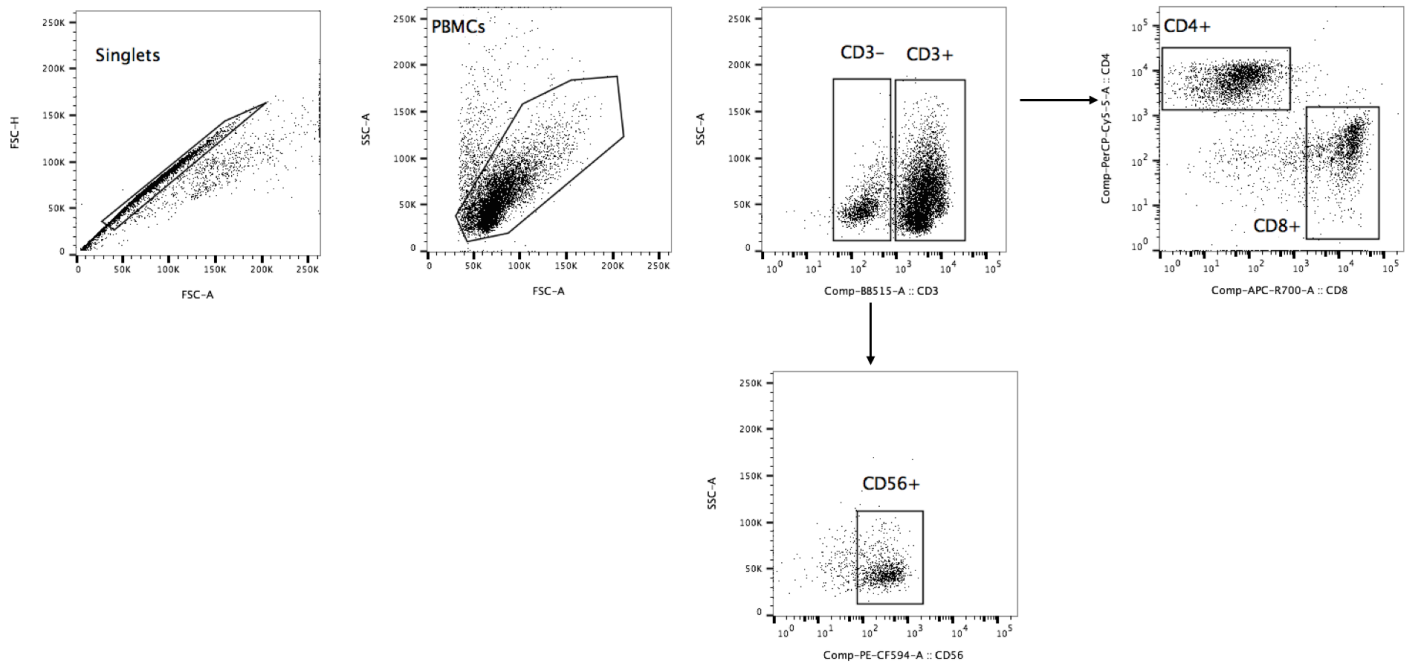 Singlets
FSC-H
250K
200K
150K
100K
50K
0
0 50K 100K 150K 200K 250K
FSC-A
PBMCs
SSC-A
250K
200K
150K
100K
50K
0
0 50K 100K 150K 200K 250K
FSC-A
CD3- CD3+
SSC-A
250K
200K
150K
100K
50K
0
10^0 10^1 10^2 10^3 10^4 10^5
Comp-BB515-A :: CD3
CD4+
CD8+
Comp-PerCP-Cy5-5-A :: CD4
10^5
10^4
10^3
10^2
10^1
10^0
10^0 10^1 10^2 10^3 10^4 10^5
Comp-APC-R700-A :: CD8
CD56+
SSC-A
250K
200K
150K
100K
50K
0
10^0 10^1 10^2 10^3 10^4 10^5
Comp-PE-CF594-A :: CD56